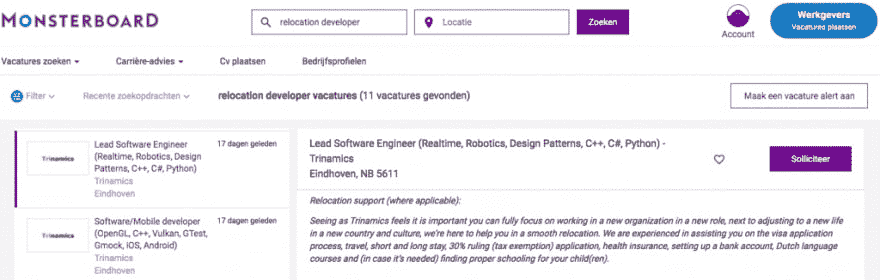 MONSTERBOARD
relocation developer
Locatie
Zoeken
Account
Werkgevers
Vacatures plaatsen
Vacatures zoeken
Carrière-advies
Cv plaatsen
Bedrijfsprofielen
Filter
Recente zoekopdrachten
relocation developer vacatures (11 vacatures gevonden)
Maak een vacature alert aan
Trinamics
Lead Software Engineer
(Realtime, Robotics, Design
Patterns, C++, C#, Python)
Trinamics
Eindhoven
17 dagen geleden
Trinamics
Software/Mobile developer
(OpenGL, C++, Vulkan, GTest,
Gmock, iOS, Android)
Trinamics
Eindhoven
17 dagen geleden
Lead Software Engineer (Realtime, Robotics, Design Patterns, C++, C#, Python) -
Trinamics
Eindhoven, NB 5611
Solliciteer
Relocation support (where applicable):
Seeing as Trinamics feels it is important you can fully focus on working in a new organization in a new role, next to adjusting to a new life
in a new country and culture, we're here to help you in a smooth relocation. We are experienced in assisting you on the visa application
process, travel, short and long stay, 30% ruling (tax exemption) application, health insurance, setting up a bank account, Dutch language
courses and (in case it's needed) finding proper schooling for your child(ren).